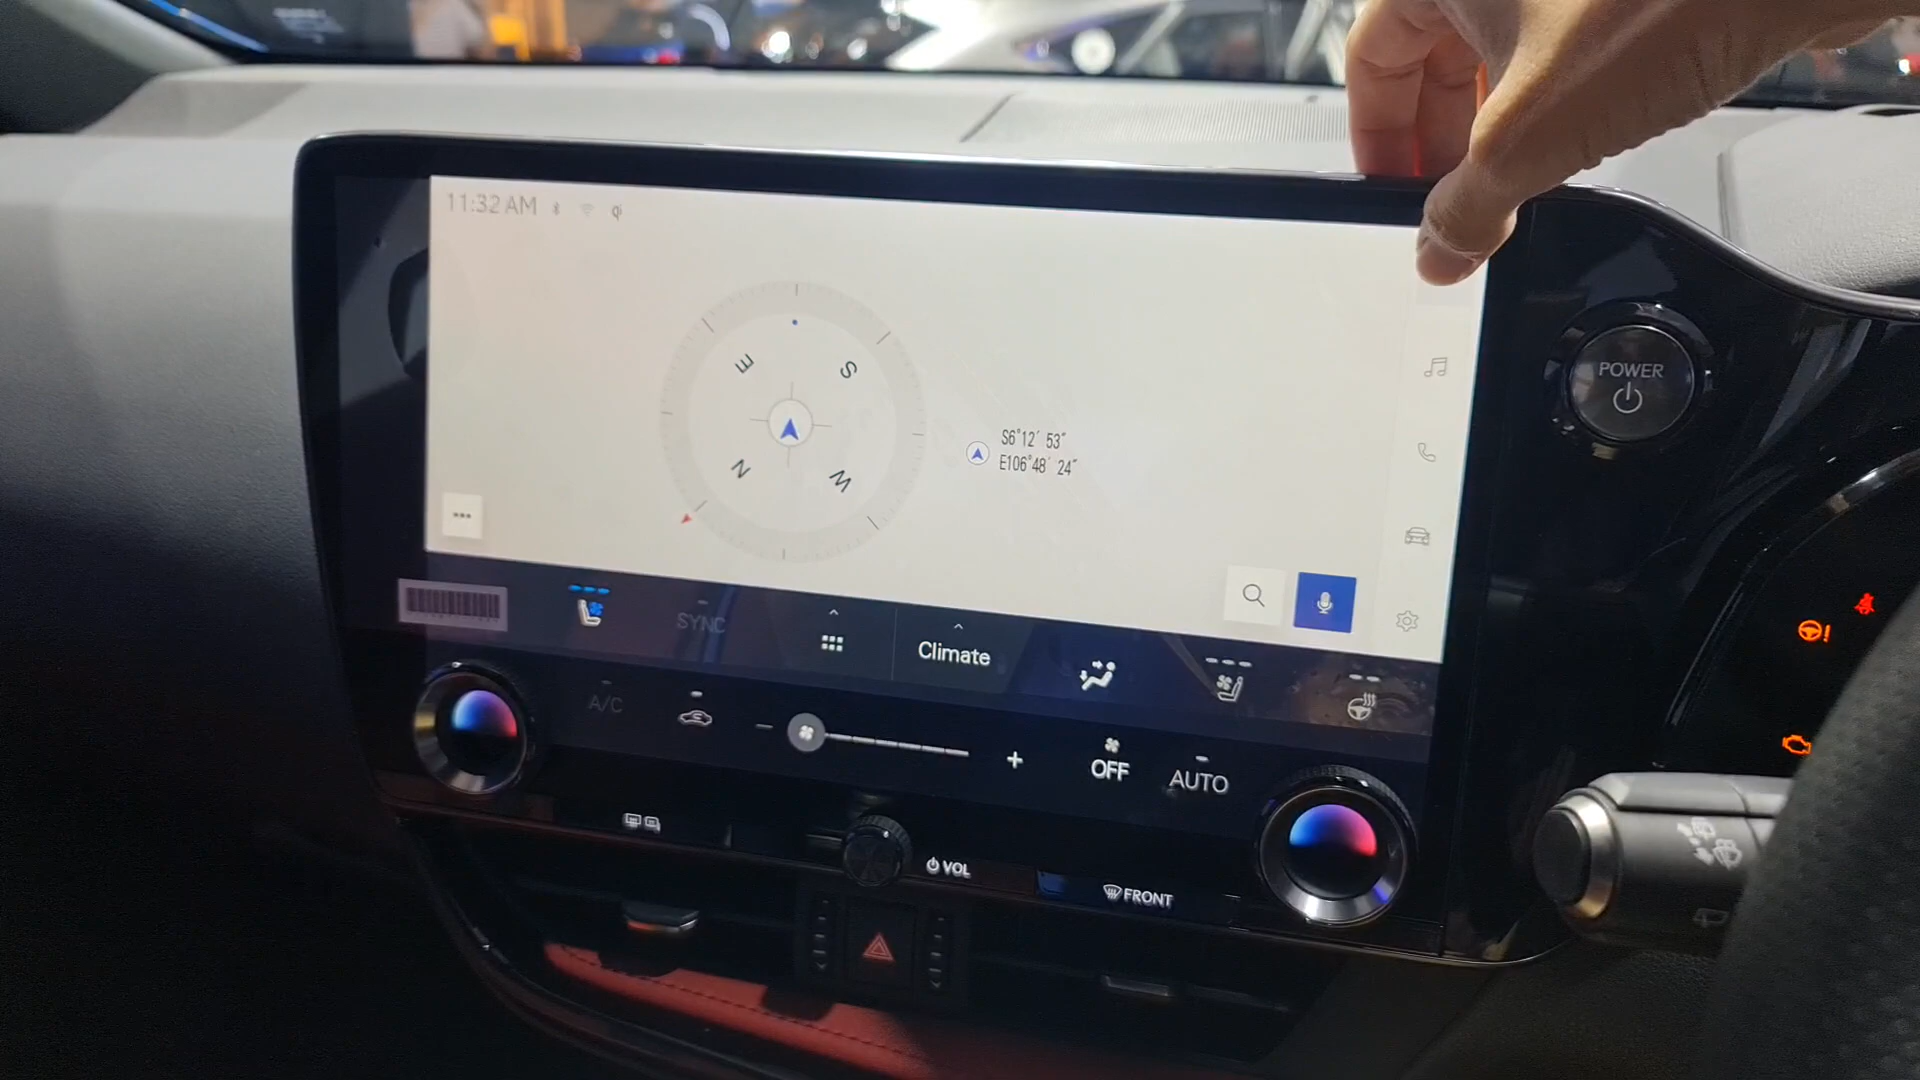 11:32 AM
E
S
N
W
S6°12′ 53″
E106°48′ 24″
POWER
SYNC
Climate
A/C
OFF
AUTO
VOL
FRONT